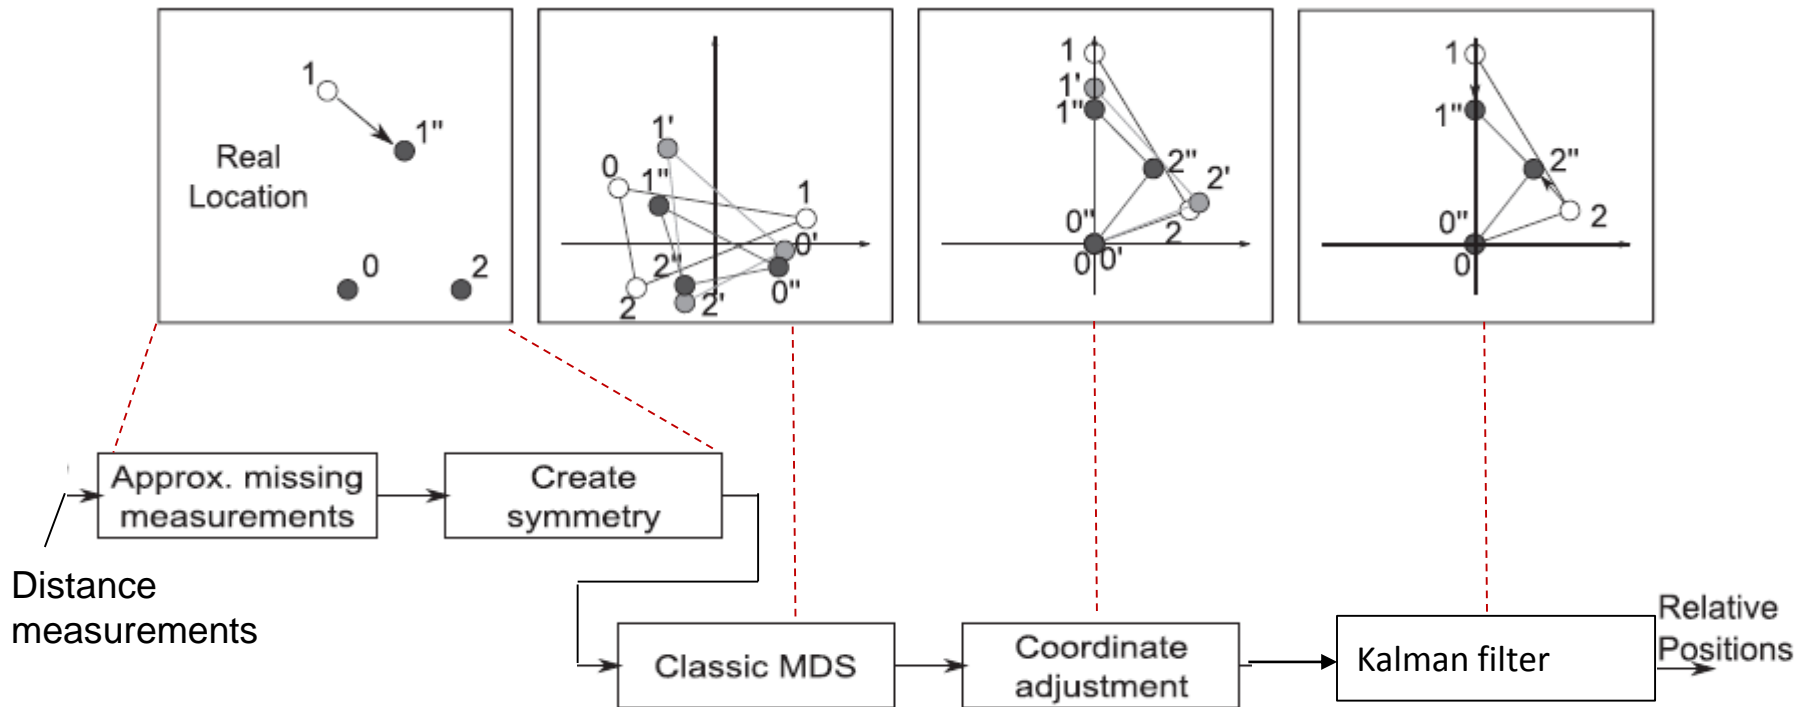 1
1"
Real
Location
0
2
1'
0
1"
1
0'
2"
0"
2
2'
1
1'
1"
2"
2'
0"
2
0
0'
1
1"
2"
0"
2
0
Approx. missing
measurements
Create
symmetry
Distance
measurements
Classic MDS
Coordinate
adjustment
Kalman filter
Relative
Positions